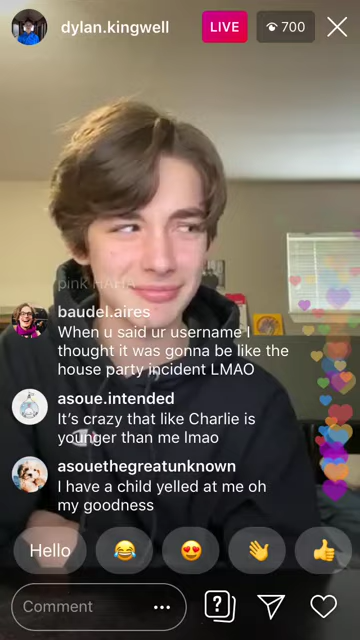 dylan.kingwell LIVE 700
pink HAHA
baudel.aires
When u said ur username I
thought it was gonna be like the
house party incident LMAO
asoue.intended
It's crazy that like Charlie is
younger than me lmao
asouethegreatunknown
I have a child yelled at me oh
my goodness
Hello
Comment